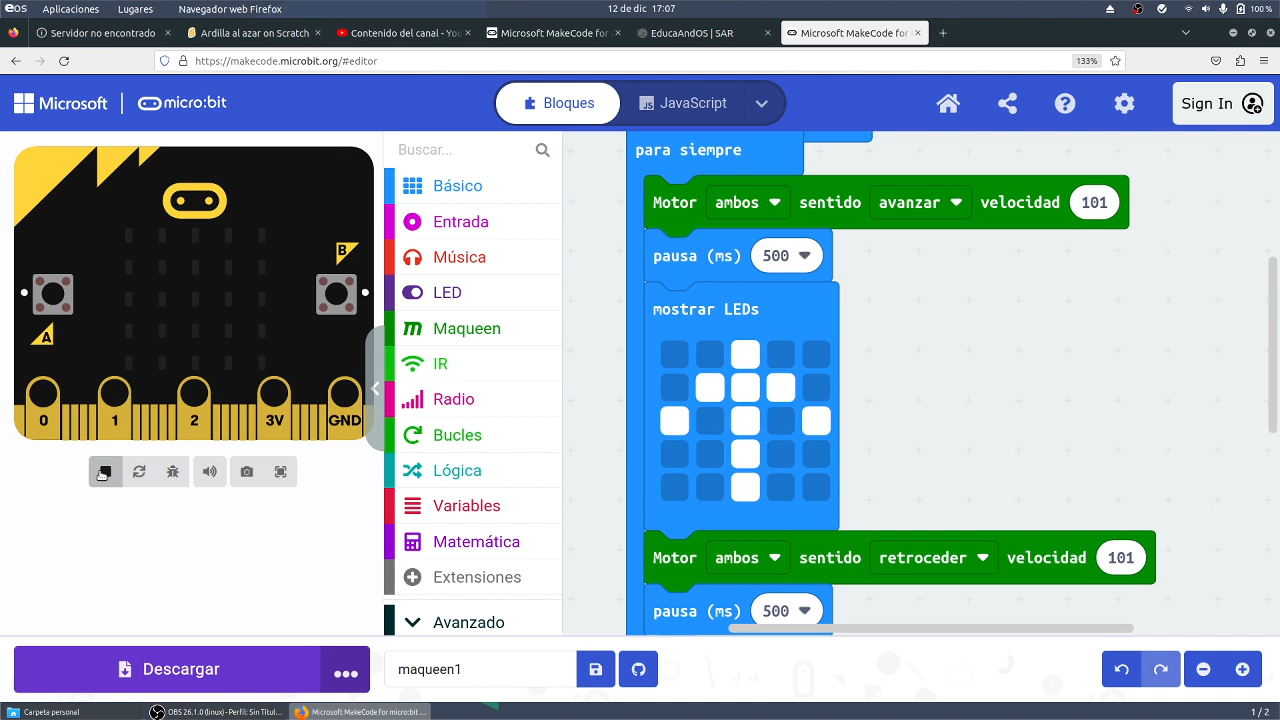 eos Aplicaciones Lugares Navegador web Firefox 12 de dic 17:07 100 %
Servidor no encontrado Ardilla al azar on Scratch Contenido del canal - You Microsoft MakeCode for EducaAndOS | SAR Microsoft MakeCode for
https://makecode.microbit.org/#editor 133%
Microsoft micro:bit Bloques JavaScript Sign In
Buscar...
Básico
Entrada
Música
LED
Maqueen
IR
Radio
Bucles
Lógica
Variables
Matemática
Extensiones
Avanzado
B
A
0 1 2 3V GND
para siempre
Motor ambos sentido avanzar velocidad 101
pausa (ms) 500
mostrar LEDs
Motor ambos sentido retroceder velocidad 101
pausa (ms) 500
Descargar ••• maqueen1
Carpeta personal OBS 26.1.0 (linux) - Perfil: Sin Titul... Microsoft MakeCode for micro:bit ... 1 / 2